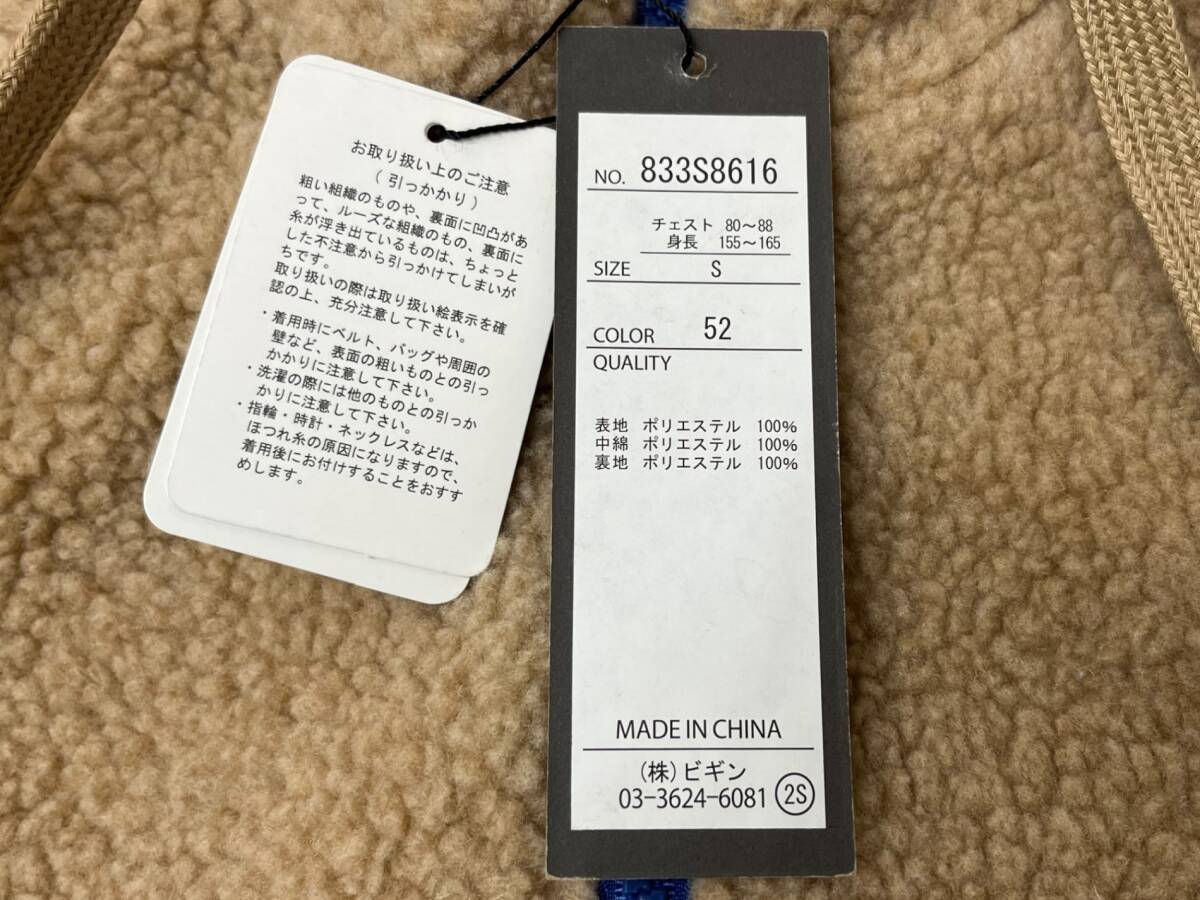 お取り扱い上のご注意
(引っかかり)
粗い組織のものや、裏面に凹凸があ
って、ルーズな組織のもの、裏面に
糸が浮き出ているものは、ちょっと
した不注意から引っかけてしまいが
ちです。
取り扱いの際は取り扱い絵表示を確
認の上、充分注意して下さい。
・着用時にベルト、バッグや周囲の
壁など、表面の粗いものとの引っ
かかりに注意して下さい。
・洗濯の際には他のものとの引っか
かりに注意して下さい。
・指輪・時計・ネックレスなどは、
ほつれ糸の原因になりますので、
着用後にお付けすることをおすす
めします。
NO. 833S8616
チェスト 80〜88
身長 155〜165
SIZE S
COLOR 52
QUALITY
表地 ポリエステル 100%
中綿 ポリエステル 100%
裏地 ポリエステル 100%
MADE IN CHINA
(株)ビギン
03-3624-6081 2S